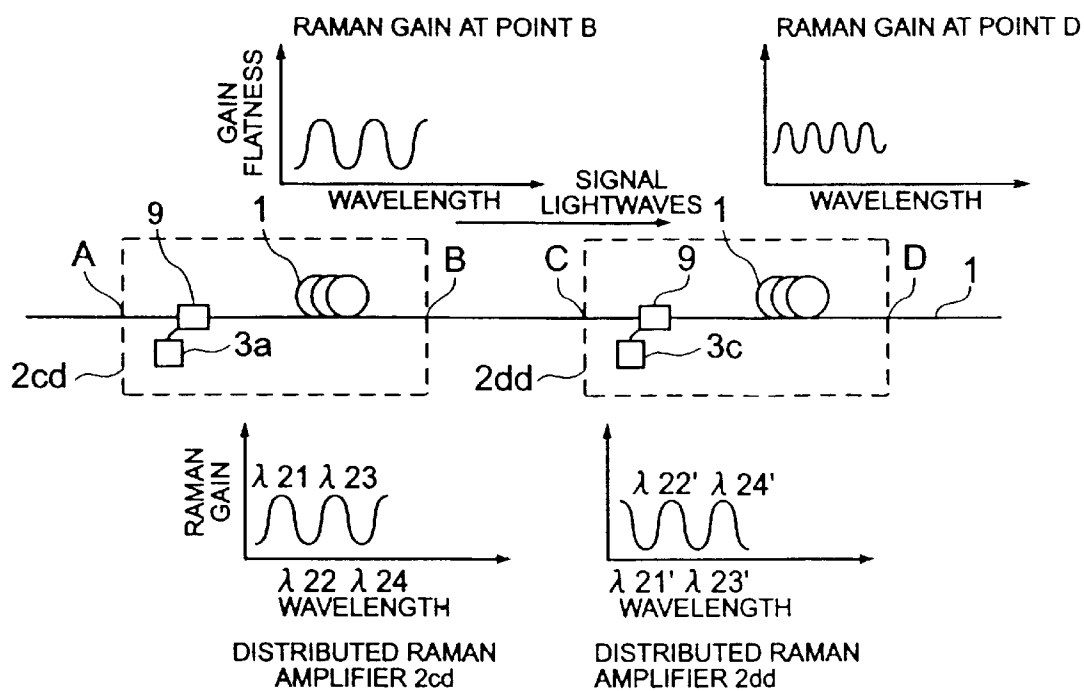 RAMAN GAIN AT POINT B
RAMAN GAIN AT POINT D
GAIN
FLATNESS
WAVELENGTH
SIGNAL
LIGHTWAVES
WAVELENGTH
A
9
1
B
C
9
1
D
1
3a
3c
2cd
2dd
RAMAN
GAIN
λ 21 λ 23
λ 22 λ 24
WAVELENGTH
λ 22' λ 24'
λ 21' λ 23'
WAVELENGTH
DISTRIBUTED RAMAN
AMPLIFIER 2cd
DISTRIBUTED RAMAN
AMPLIFIER 2dd